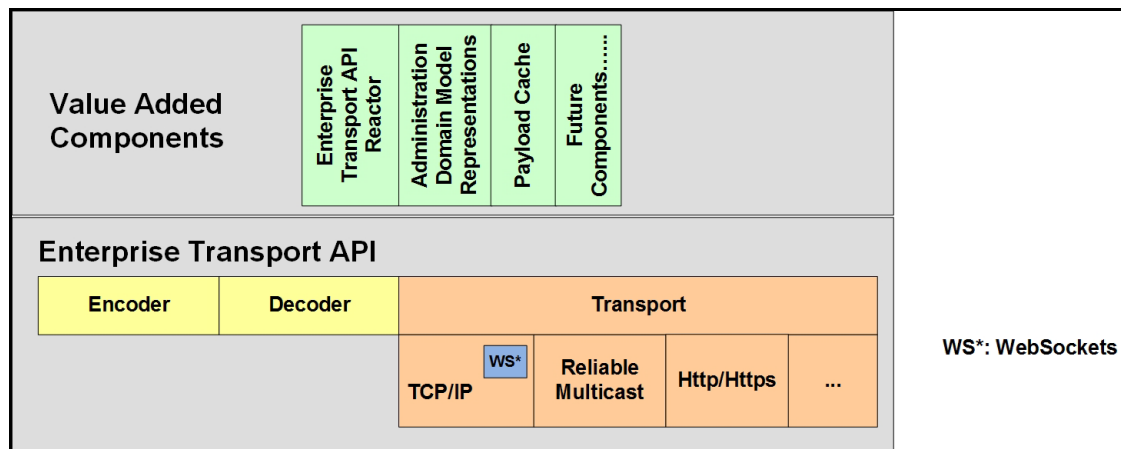 Value Added
Components
Enterprise
Transport API
Reactor
Administration
Domain Model
Representations
Payload Cache
Future
Components.....
Enterprise Transport API
Encoder
Decoder
Transport
TCP/IP
WS*
Reliable
Multicast
Http/Https
...
WS*: WebSockets